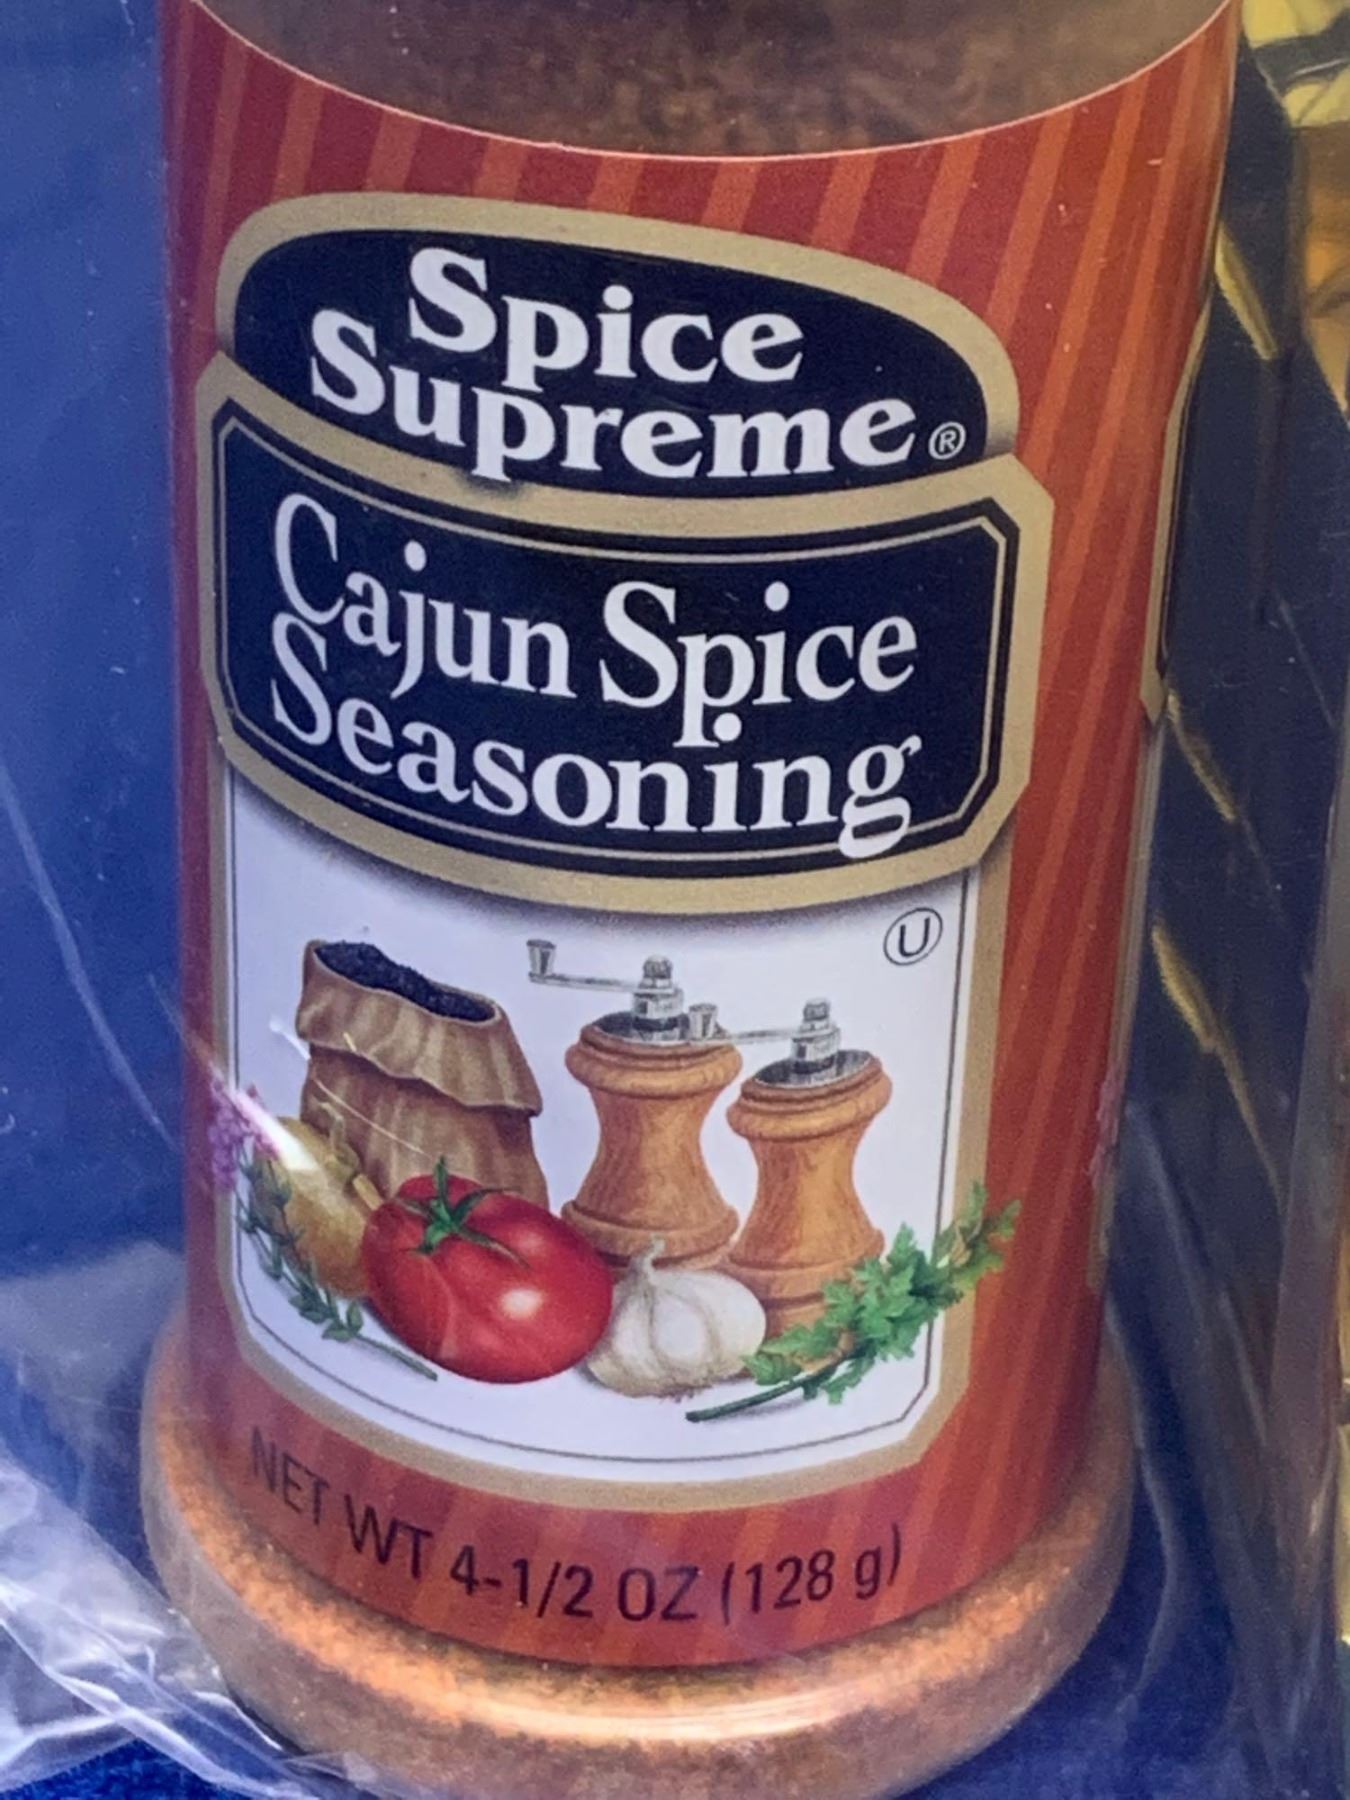 Spice
Supreme®
Cajun Spice
Seasoning
U
NET WT 4-1/2 OZ (128 g)